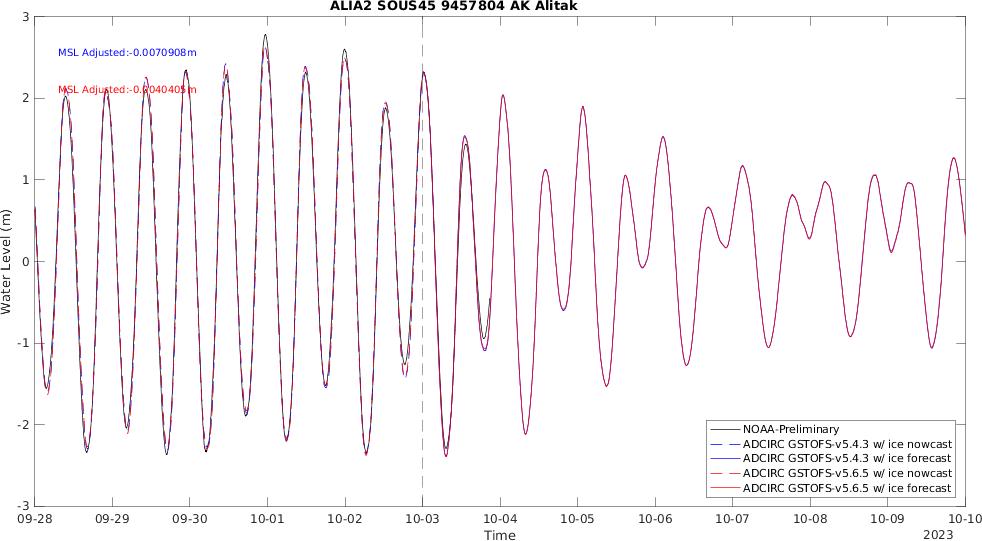 ALIA2 SOUS45 9457804 AK Alitak
3
MSL Adjusted:-0.0070908m
MSL Adjusted:-0.0040405m
2
1
0
-1
-2
-3
Water Level (m)
NOAA-Preliminary
ADCIRC GSTOFS-v5.4.3 w/ ice nowcast
ADCIRC GSTOFS-v5.4.3 w/ ice forecast
ADCIRC GSTOFS-v5.6.5 w/ ice nowcast
ADCIRC GSTOFS-v5.6.5 w/ ice forecast
09-28 09-29 09-30 10-01 10-02 10-03 10-04 10-05 10-06 10-07 10-08 10-09 10-10
Time
2023